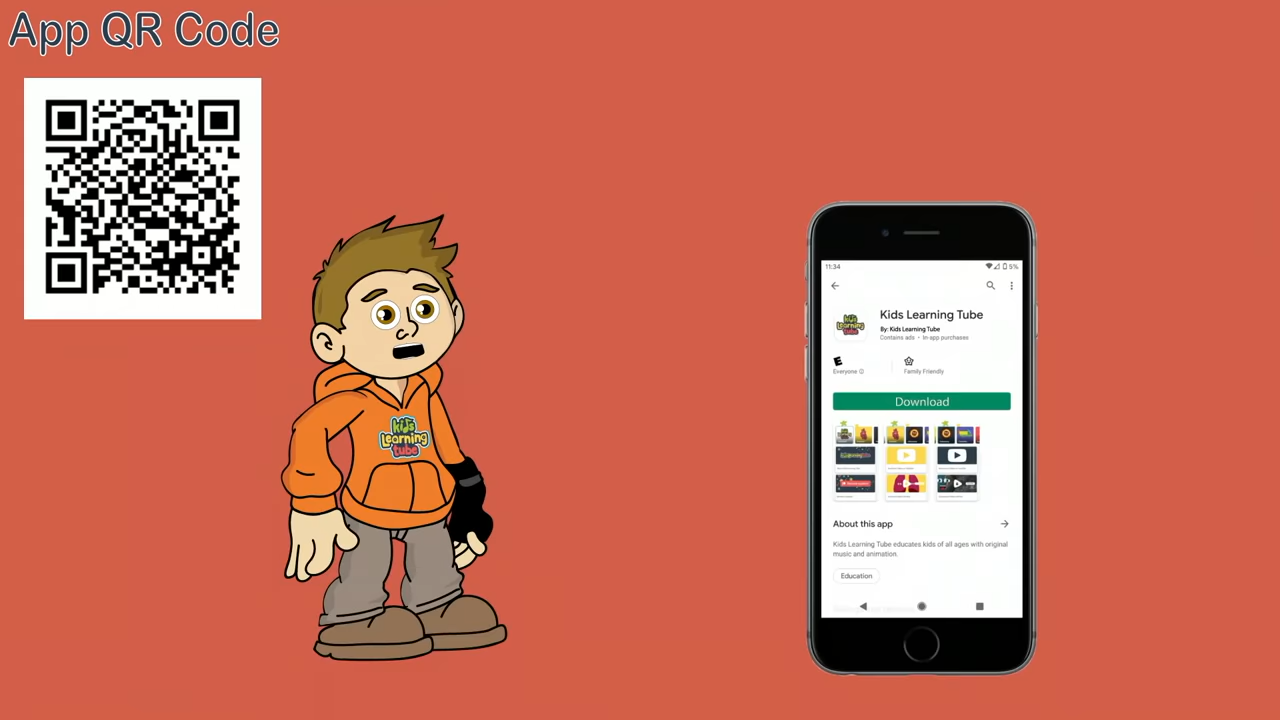 App QR Code
kids
Learning
tube
11:34
5%
Kids Learning Tube
By: Kids Learning Tube
Contains ads • In app purchases
Everyone
Family Friendly
Download
About this app
Kids Learning Tube educates kids of all ages with original
music and animation.
Education